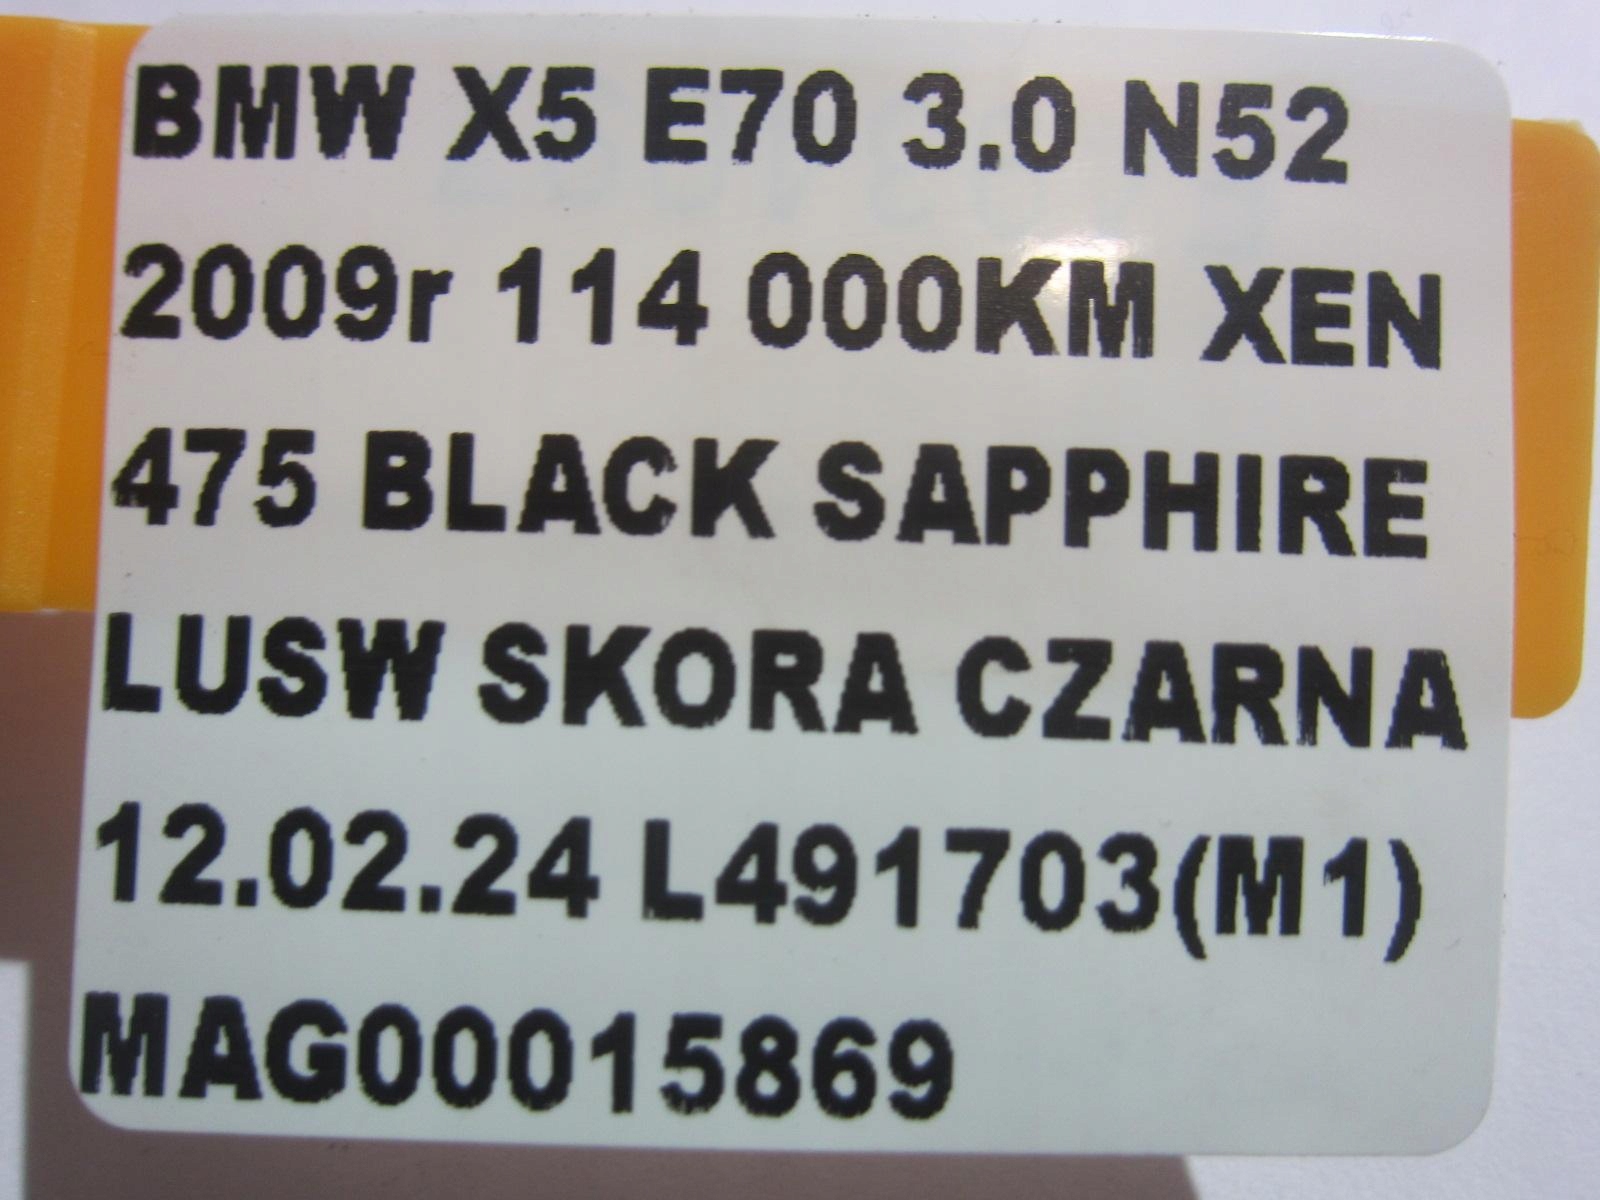 BMW X5 E70 3.0 N52
2009r 114 000KM XEN
475 BLACK SAPPHIRE
LUSW SKORA CZARNA
12.02.24 L491703(M1)
MAG00015869